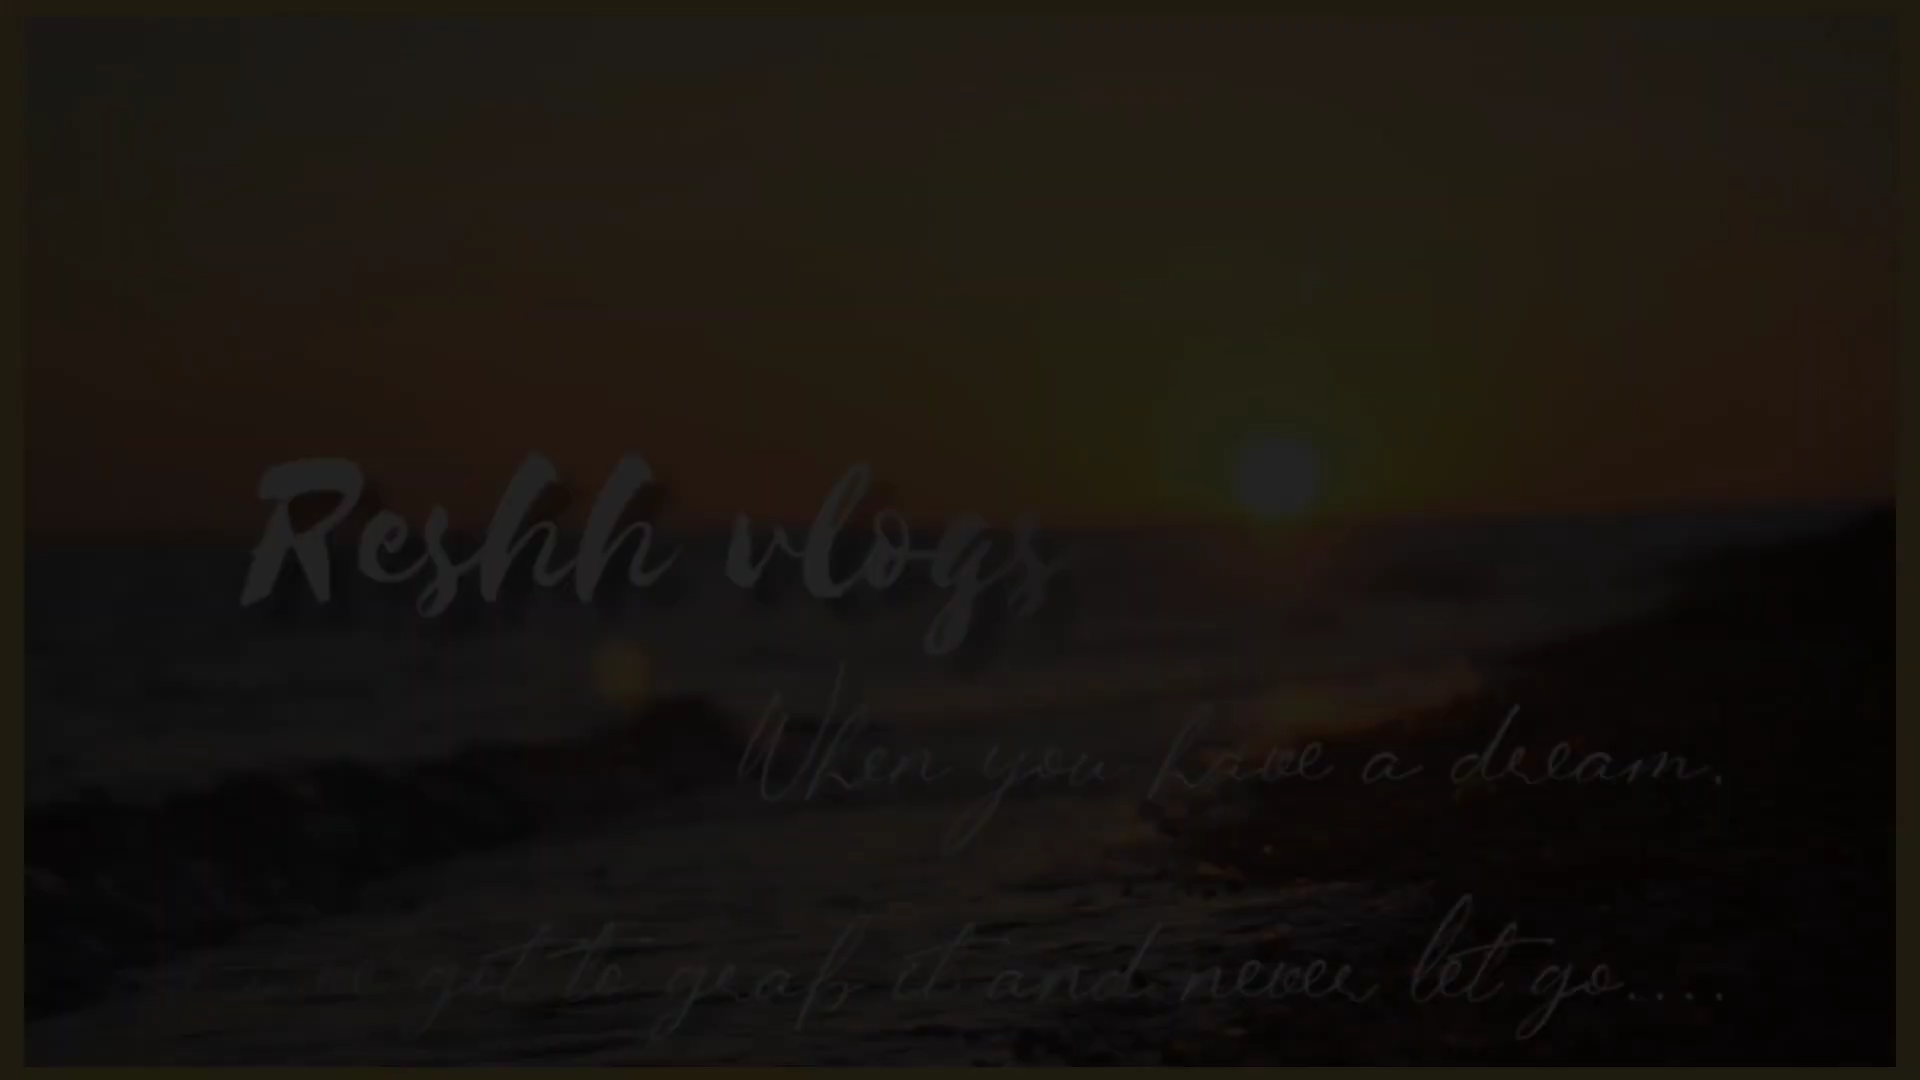 Reshh vlogs
When you have a dream,
got to grab it and never let go....